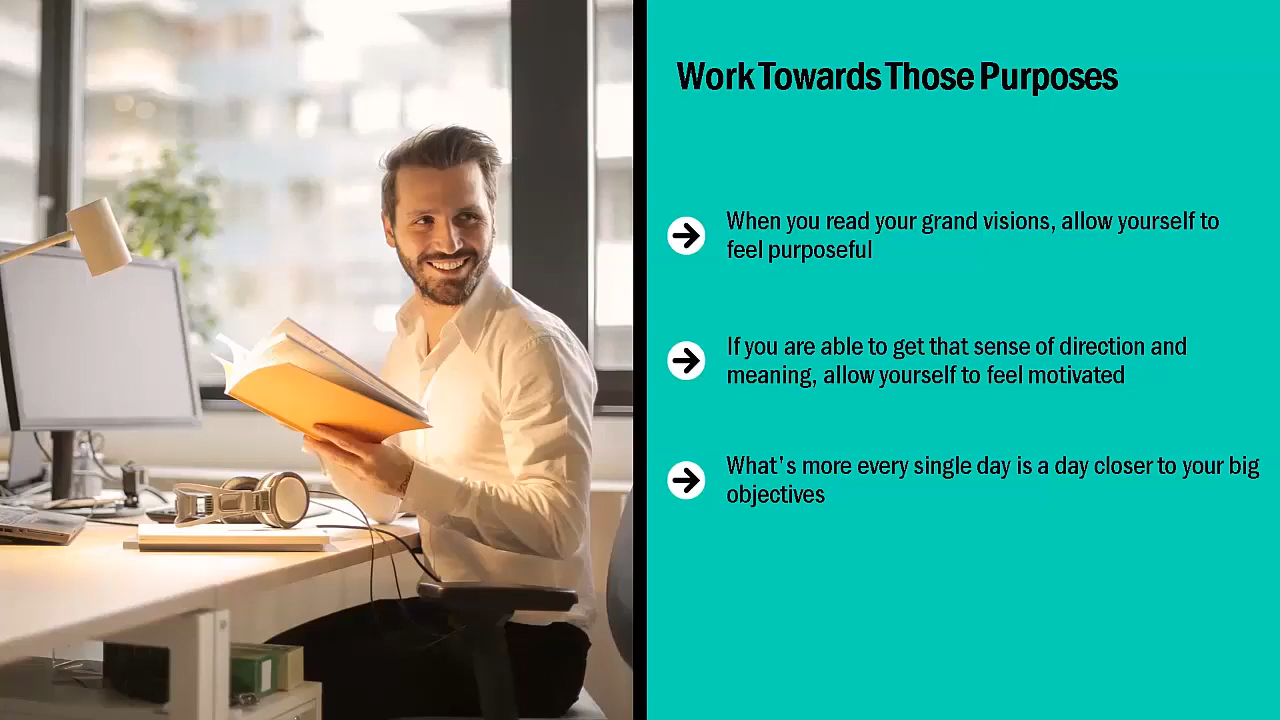 Work Towards Those Purposes
When you read your grand visions, allow yourself to
feel purposeful
If you are able to get that sense of direction and
meaning, allow yourself to feel motivated
What's more every single day is a day closer to your big
objectives